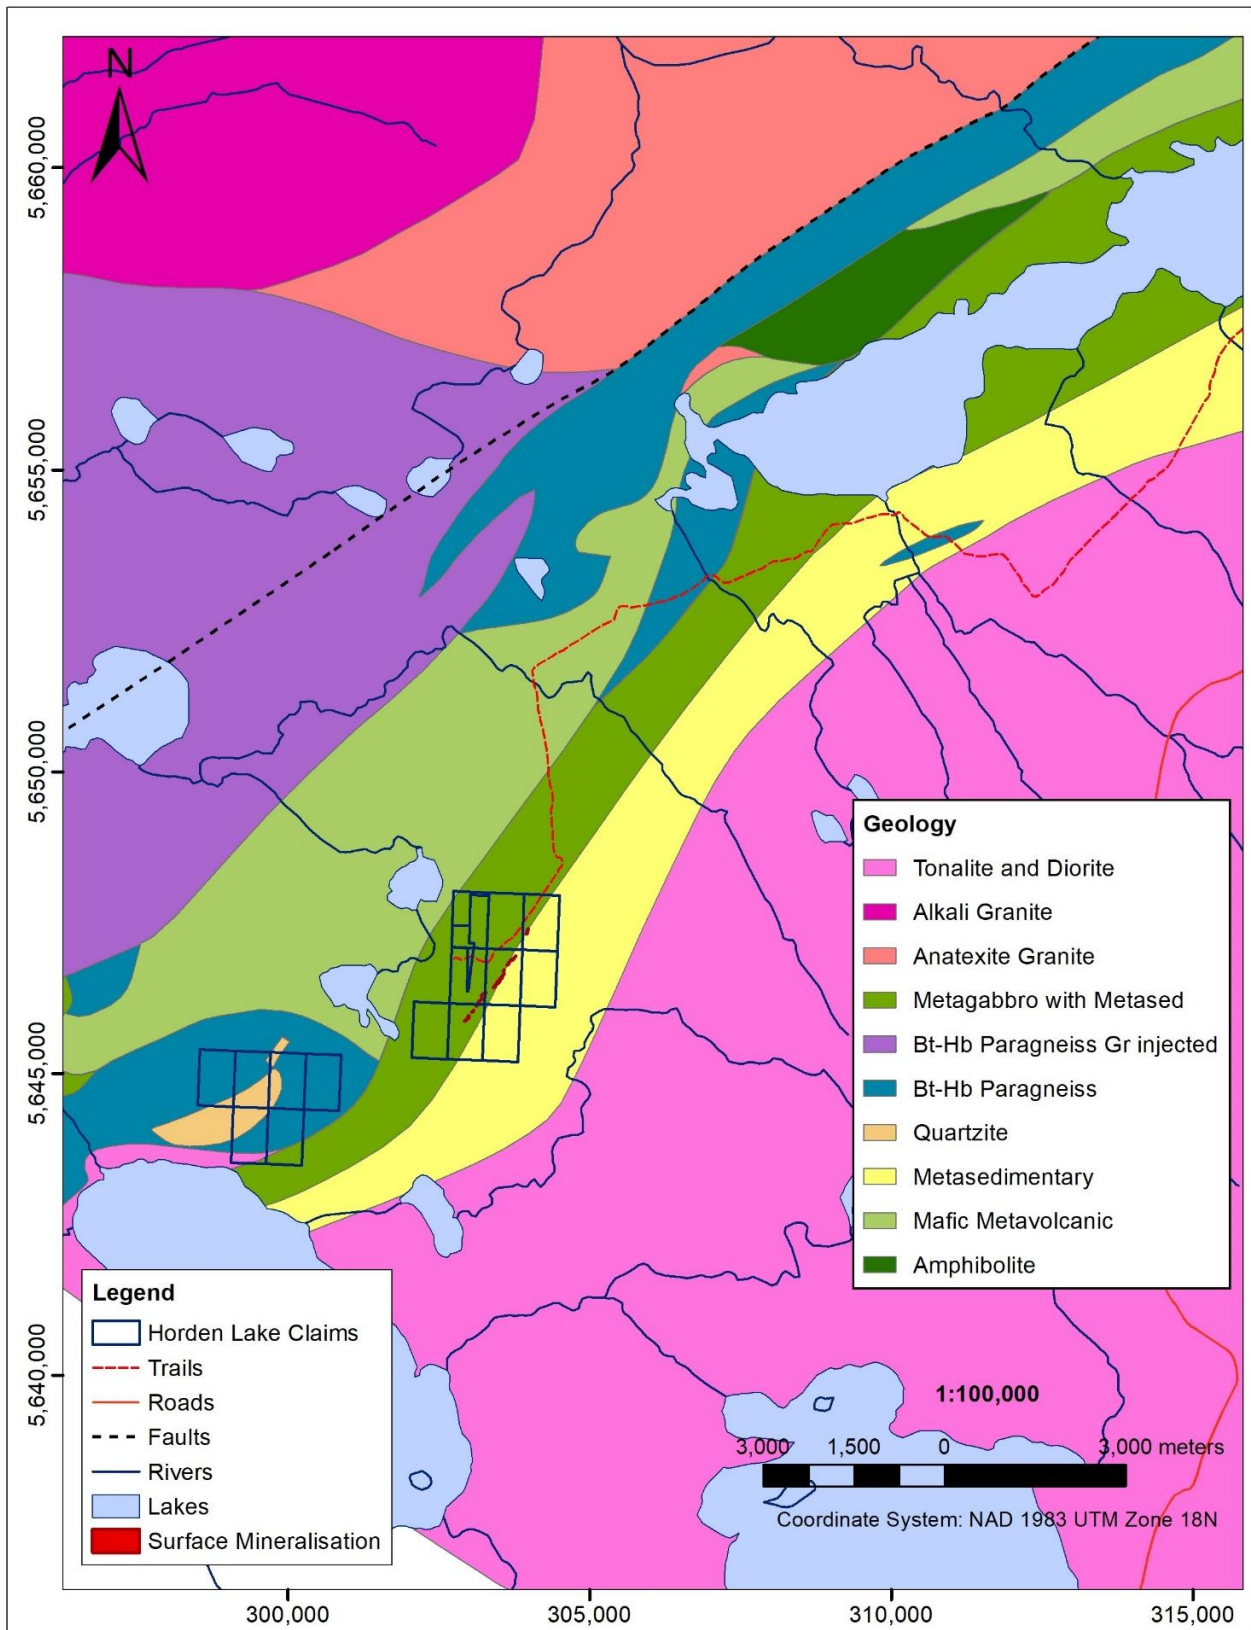 N
5,660,000
5,655,000
5,650,000
5,645,000
5,640,000
Geology
Tonalite and Diorite
Alkali Granite
Anatexite Granite
Metagabbro with Metased
Bt-Hb Paragneiss Gr injected
Bt-Hb Paragneiss
Quartzite
Metasedimentary
Mafic Metavolcanic
Amphibolite
Legend
Horden Lake Claims
Trails
Roads
Faults
Rivers
Lakes
Surface Mineralisation
1:100,000
3,000 1,500 0 3,000 meters
Coordinate System: NAD 1983 UTM Zone 18N
300,000 305,000 310,000 315,000